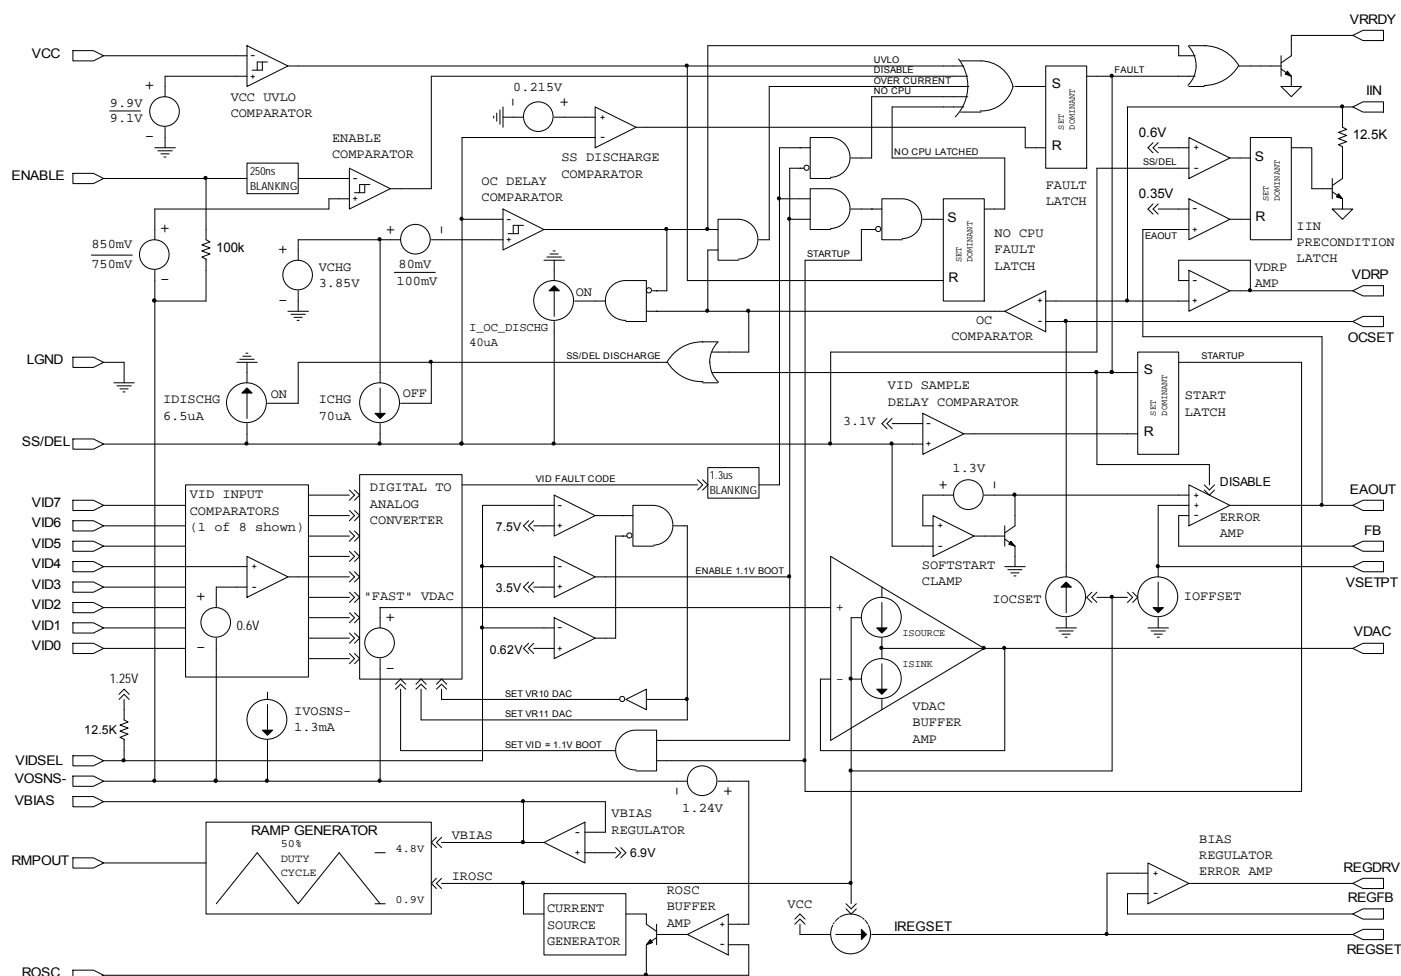 VRRDY
VCC
UVLO
DISABLE
OVER CURRENT
NO CPU
FAULT
VCC UVLO
COMPARATOR
9.9V
9.1V
0.215V
S
R
SET
DOMINANT
FAULT
LATCH
IIN
12.5K
0.6V
SS/DEL
0.35V
EAOUT
S
R
SET
DOMINANT
IIN
PRECONDITION
LATCH
ENABLE
COMPARATOR
SS DISCHARGE
COMPARATOR
NO CPU LATCHED
ENABLE
250ns
BLANKING
OC DELAY
COMPARATOR
850mV
750mV
100k
VCHG
3.85V
80mV
100mV
STARTUP
S
R
SET
DOMINANT
NO CPU
FAULT
LATCH
VDRP
AMP
VDRP
ON
I_OC_DISCHG
40uA
OC
COMPARATOR
OCSET
LGND
SS/DEL DISCHARGE
STARTUP
IDISCHG
6.5uA
ON
ICHG
70uA
OFF
VID SAMPLE
DELAY COMPARATOR
3.1V
S
R
SET
DOMINANT
START
LATCH
SS/DEL
VID FAULT CODE
1.3us
BLANKING
1.3V
DISABLE
VID7
VID6
VID5
VID4
VID3
VID2
VID1
VID0
VID INPUT
COMPARATORS
(1 of 8 shown)
0.6V
DIGITAL TO
ANALOG
CONVERTER
"FAST" VDAC
7.5V
3.5V
0.62V
ENABLE 1.1V BOOT
SOFTSTART
CLAMP
ERROR
AMP
EAOUT
FB
VSETPT
IOCSET
IOFFSET
ISOURCE
ISINK
VDAC
BUFFER
AMP
VDAC
1.25V
12.5K
IVOSNS-
1.3mA
SET VR10 DAC
SET VR11 DAC
SET VID = 1.1V BOOT
VIDSEL
VOSNS-
VBIAS
1.24V
RAMP GENERATOR
50%
DUTY
CYCLE
4.8V
0.9V
VBIAS
VBIAS
REGULATOR
6.9V
RMPOUT
IROSC
CURRENT
SOURCE
GENERATOR
ROSC
BUFFER
AMP
VCC
IREGSET
BIAS
REGULATOR
ERROR AMP
REGDRV
REGFB
REGSET
ROSC